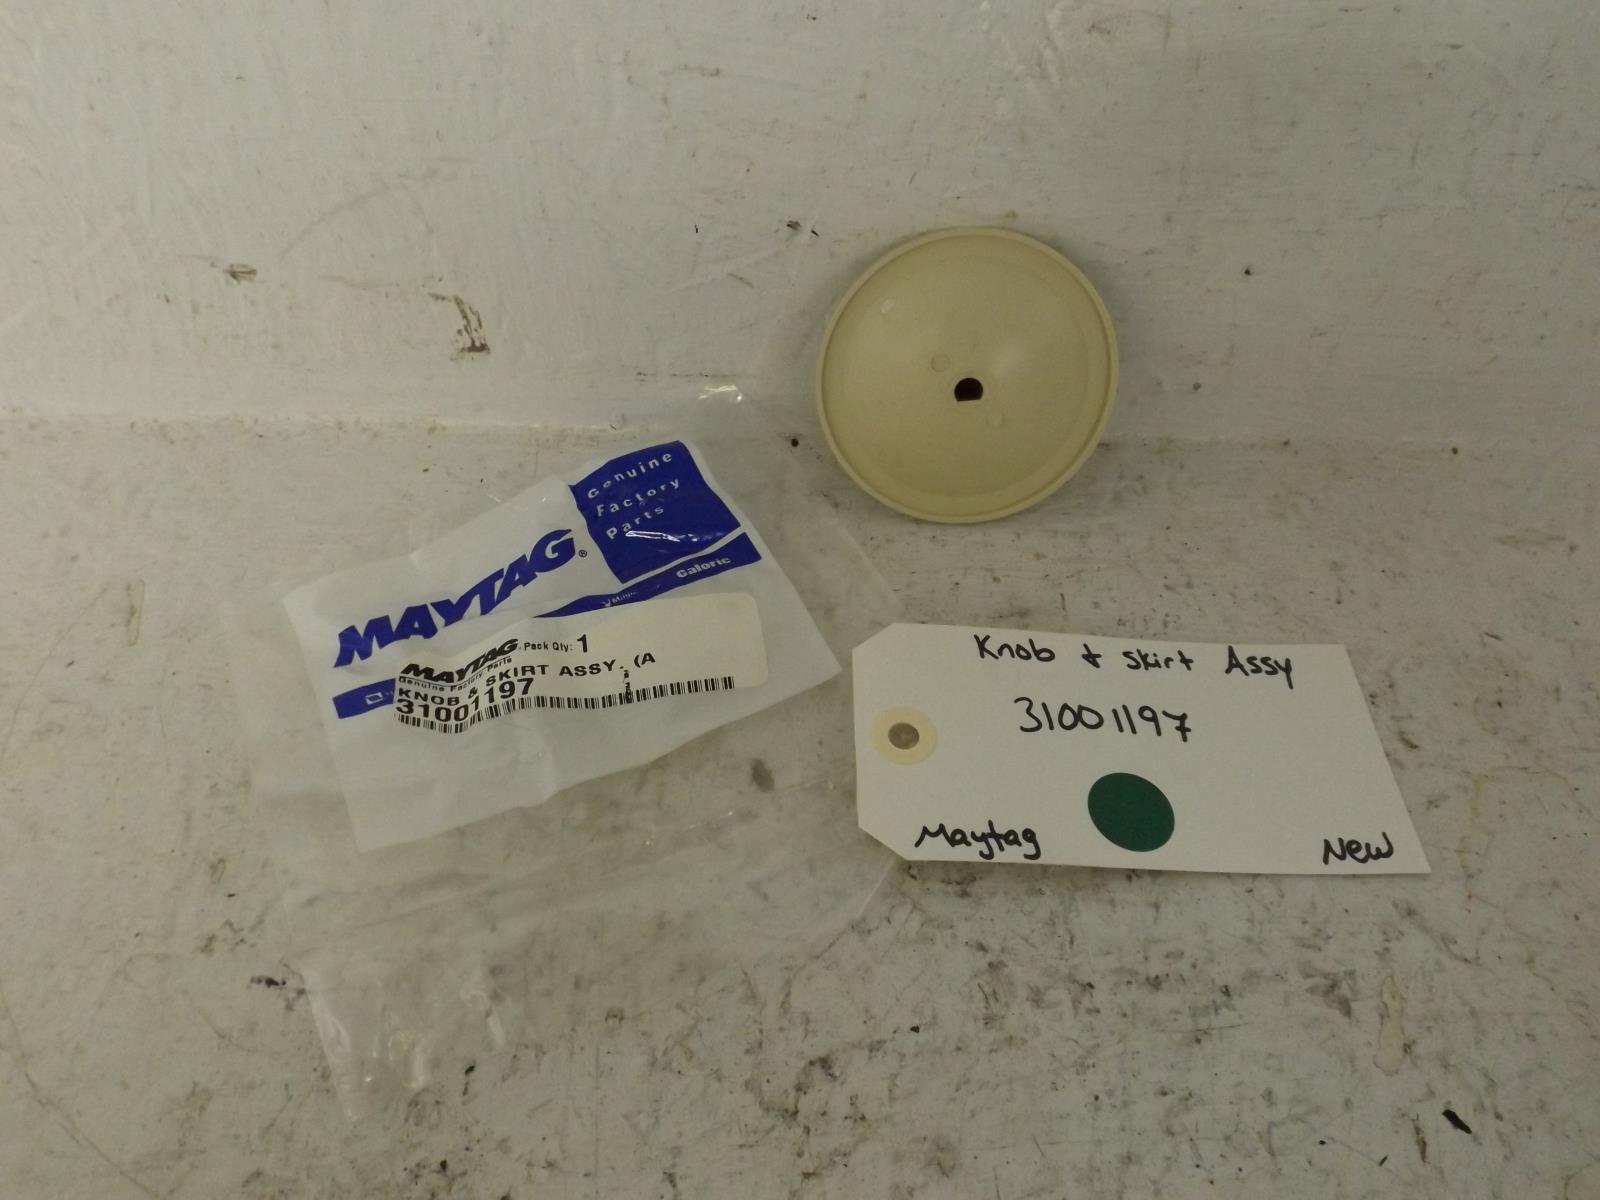 Genuine
Factory
Parts
MAYTAG®
Caloric
MAYTAG Pack Qty: 1
Genuine Factory Parts
KNOB & SKIRT ASSY. (A
31001197
Knob & Skirt Assy
31001197
Maytag New